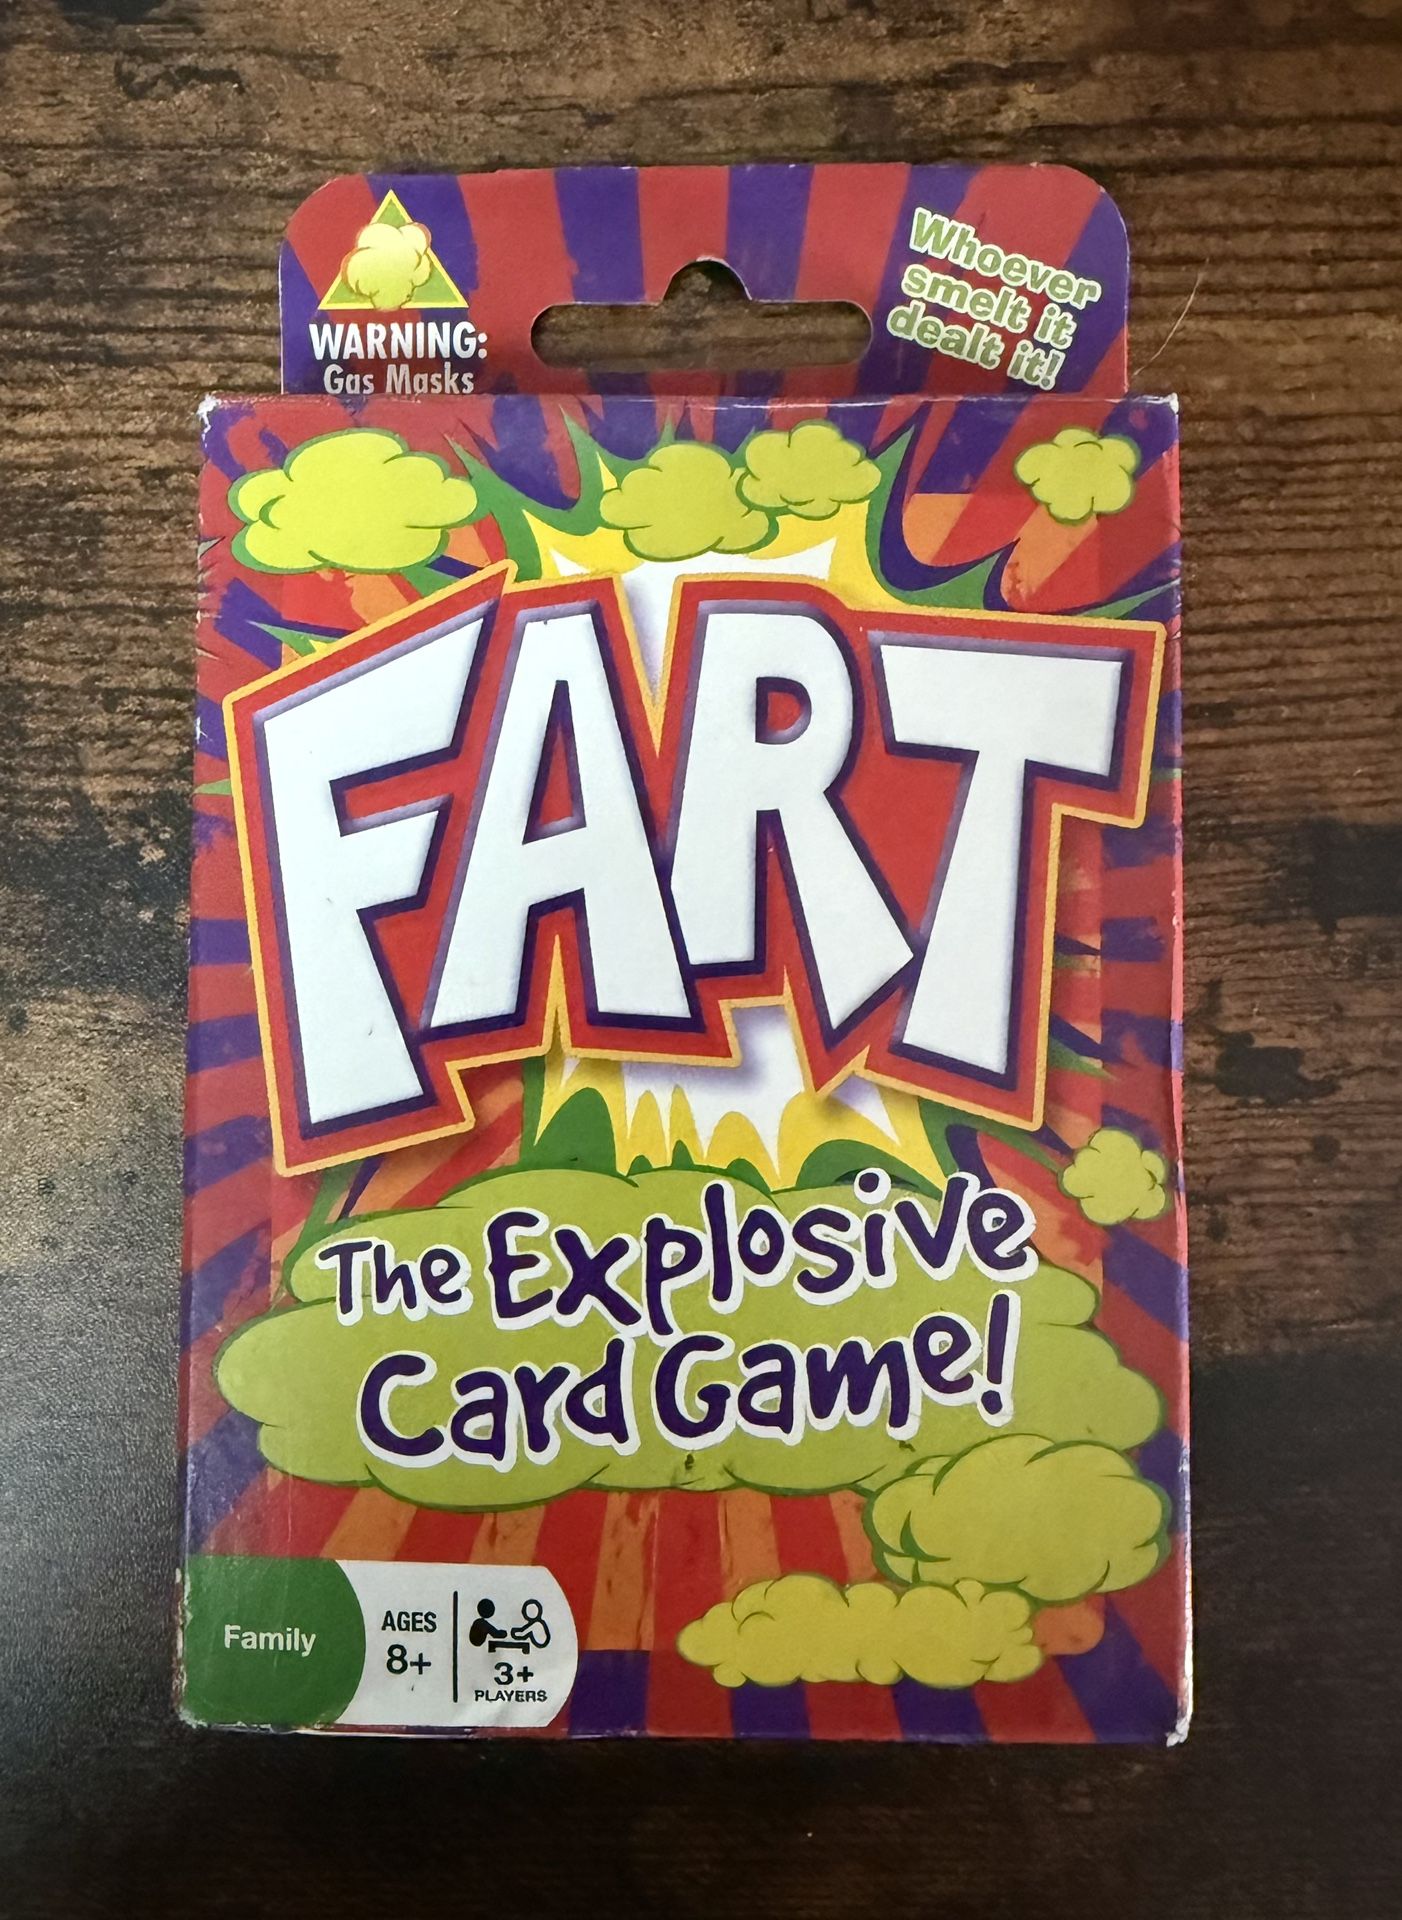 WARNING:
Gas Masks
Whoever
smelt it
dealt it!
FART
The Explosive
Card Game!
Family
AGES
8+
3+
PLAYERS